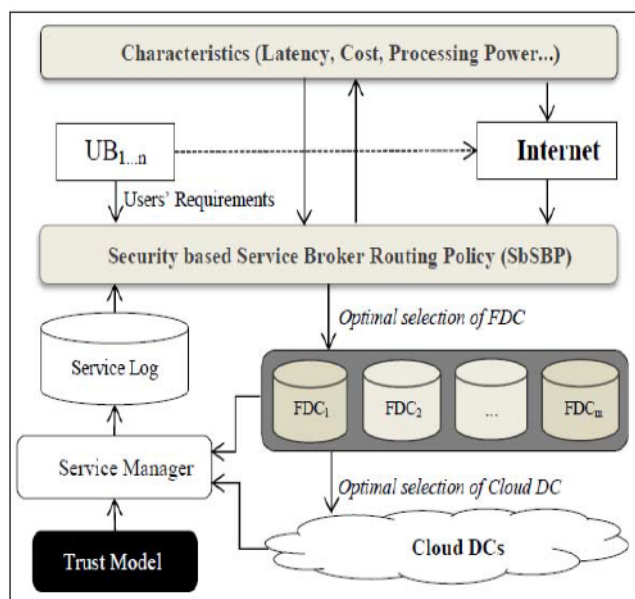 Characteristics (Latency, Cost, Processing Power...)
UB1...n
Internet
Users' Requirements
Security based Service Broker Routing Policy (SbSBP)
Optimal selection of FDC
Service Log
FDC1
FDC2
...
FDCm
Service Manager
Optimal selection of Cloud DC
Cloud DCs
Trust Model